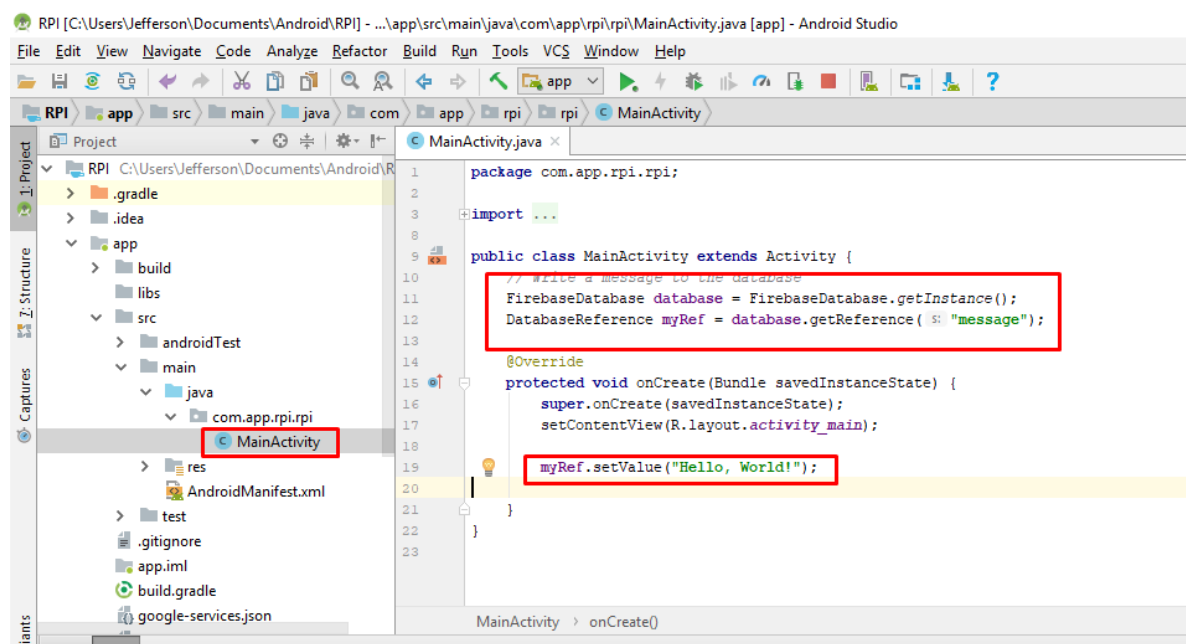 RPI [C:\Users\Jefferson\Documents\Android\RPI] - ...\app\src\main\java\com\app\rpi\rpi\MainActivity.java [app] - Android Studio
File Edit View Navigate Code Analyze Refactor Build Run Tools VCS Window Help
app
RPI app src main java com app rpi rpi MainActivity
1: Project
7: Structure
Captures
Project
RPI C:\Users\Jefferson\Documents\Android\R
.gradle
.idea
app
build
libs
src
androidTest
main
java
com.app.rpi.rpi
MainActivity
res
AndroidManifest.xml
test
.gitignore
app.iml
build.gradle
google-services.json
MainActivity.java
1 package com.app.rpi.rpi;
2
3 import ...
8
9 public class MainActivity extends Activity {
10 // Write a message to the database
11 FirebaseDatabase database = FirebaseDatabase.getInstance();
12 DatabaseReference myRef = database.getReference( s: "message");
13
14 @Override
15 protected void onCreate(Bundle savedInstanceState) {
16 super.onCreate(savedInstanceState);
17 setContentView(R.layout.activity_main);
18
19 myRef.setValue("Hello, World!");
20
21 }
22 }
23
MainActivity > onCreate()